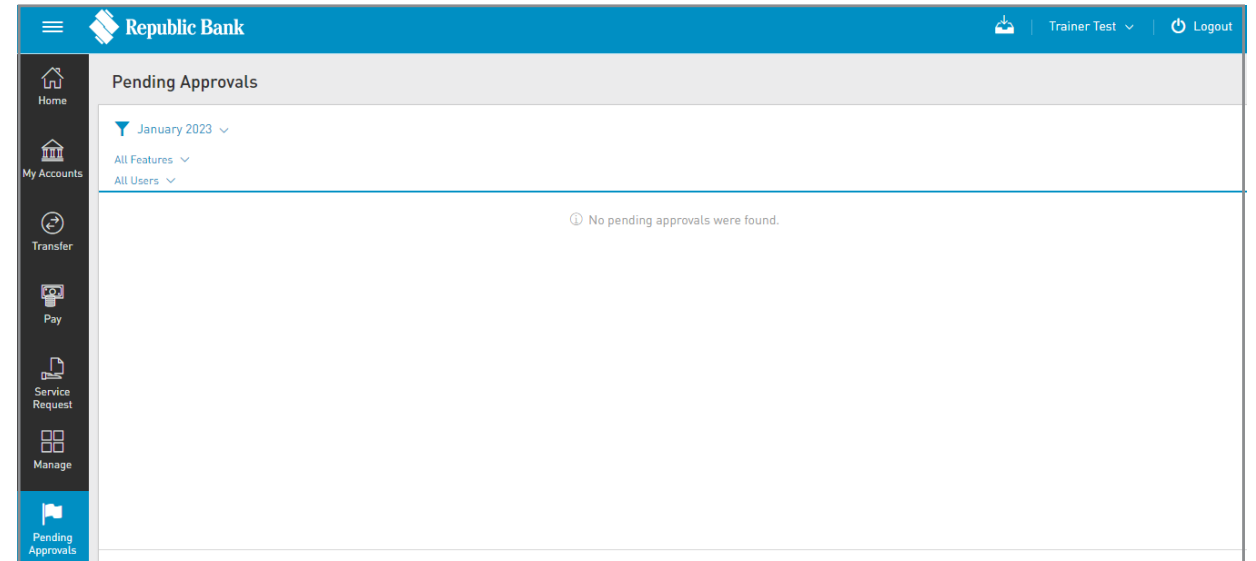 Republic Bank
Trainer Test
Logout
Home
My Accounts
Transfer
Pay
Service
Request
Manage
Pending
Approvals
Pending Approvals
January 2023
All Features
All Users
No pending approvals were found.